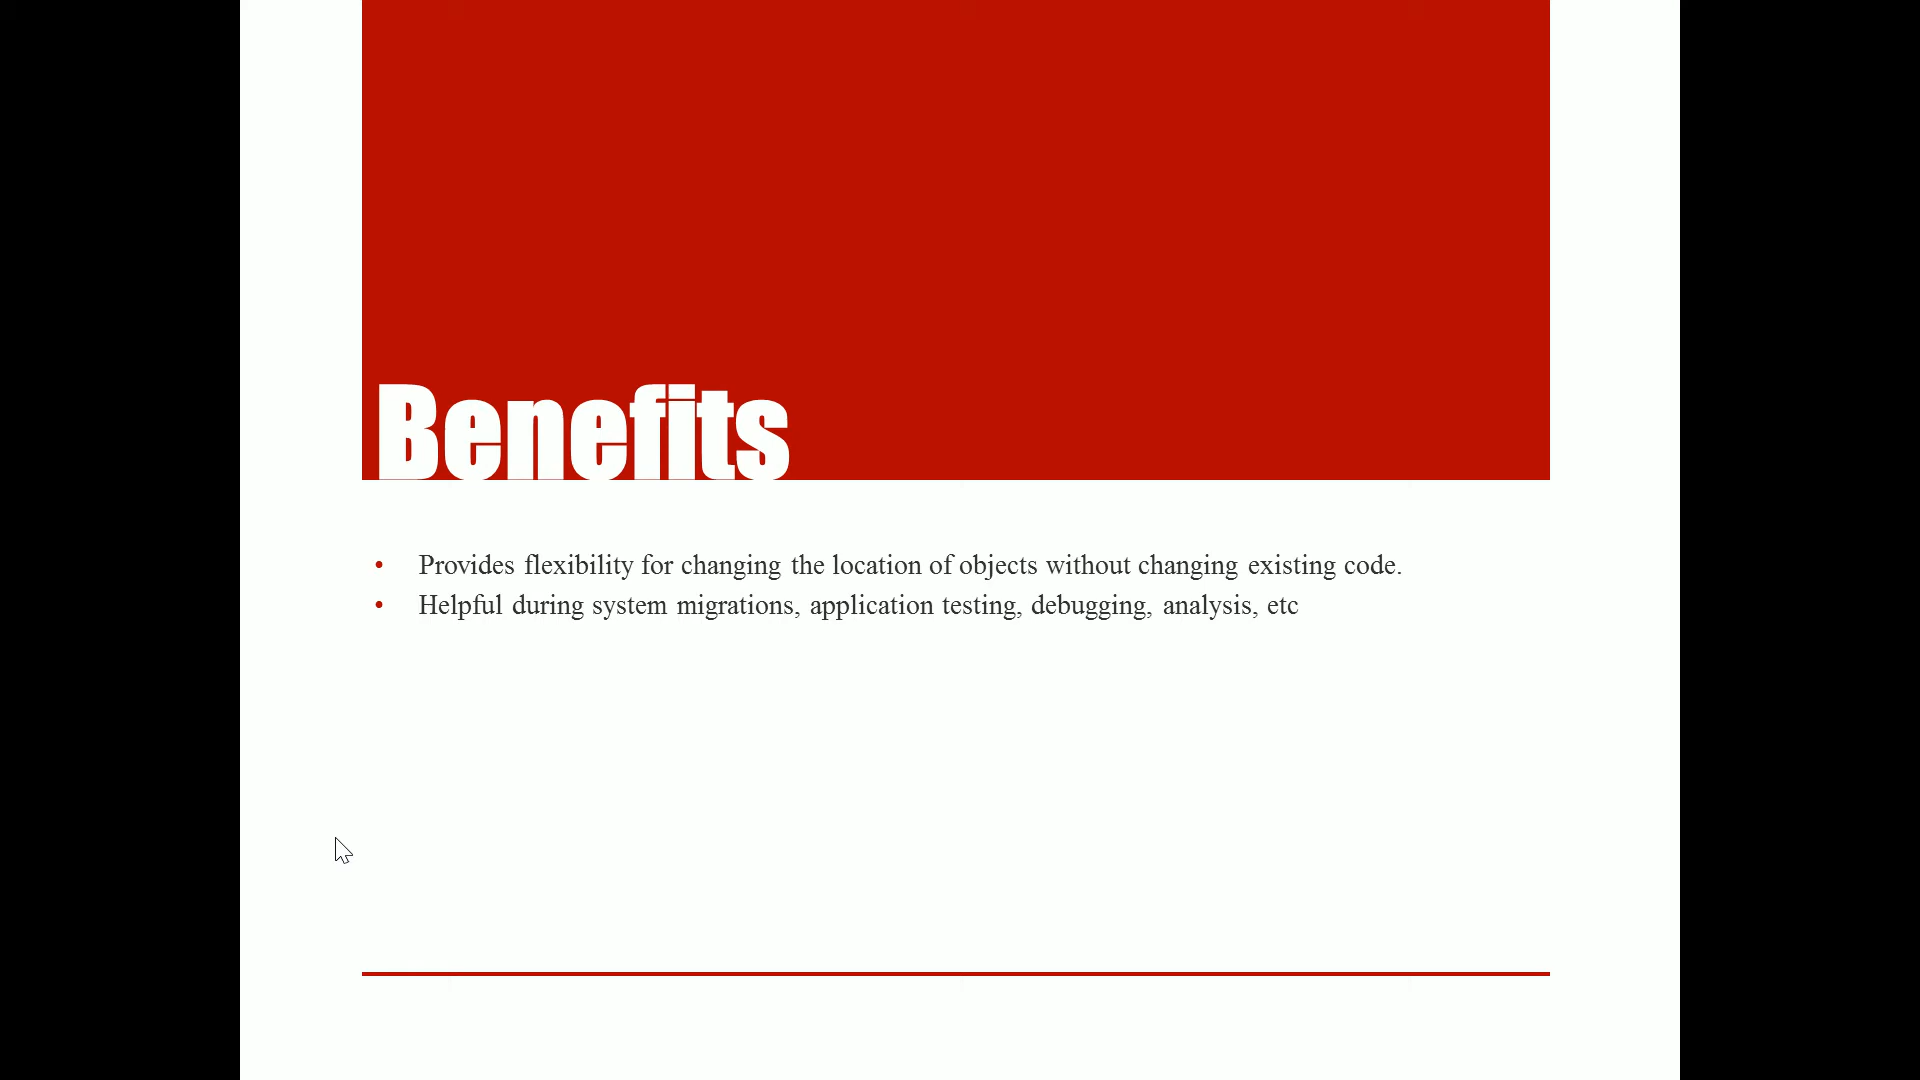 Benefits
• Provides flexibility for changing the location of objects without changing existing code.
• Helpful during system migrations, application testing, debugging, analysis, etc